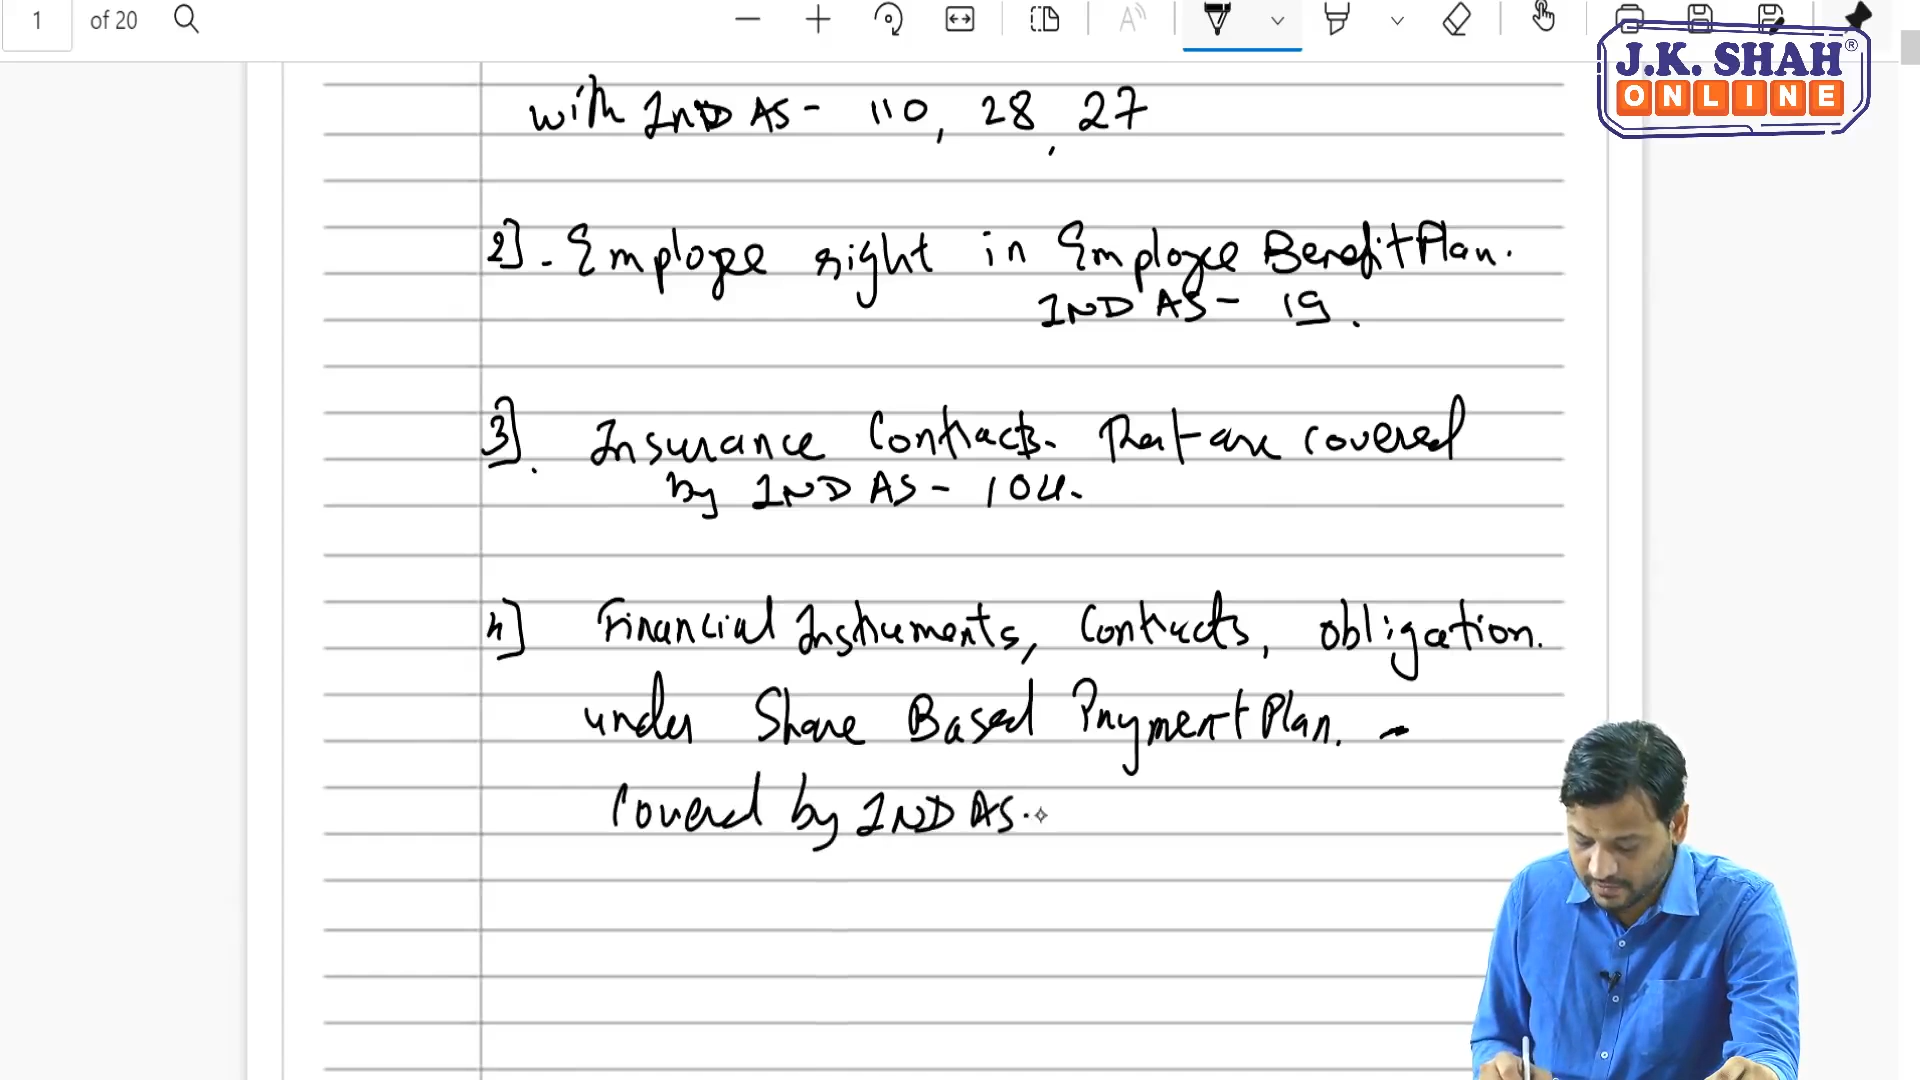 1 of 20
J.K. SHAH®
ONLINE
with IND AS - 110, 28, 27
2]. Employee right in Employee Benefit Plan.
IND AS - 19.
3]. Insurance Contracts. That are covered
by IND AS - 104.
4] Financial Instruments, Contracts, obligation.
under Share Based Payment Plan. -
Covered by IND AS.